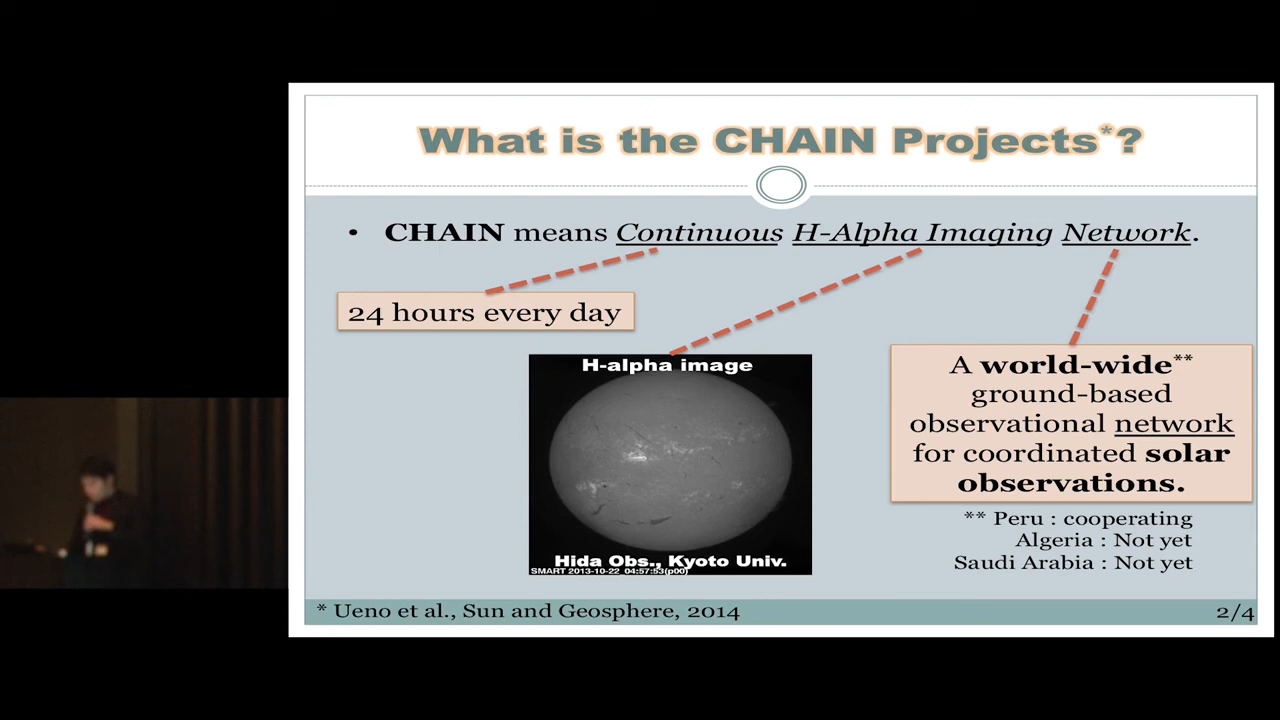 What is the CHAIN Projects*?
• CHAIN means Continuous H-Alpha Imaging Network.
24 hours every day
H-alpha image
Hida Obs., Kyoto Univ.
SMART 2013-10-22 04:57:53(p00)
A world-wide**
ground-based
observational network
for coordinated solar
observations.
** Peru : cooperating
Algeria : Not yet
Saudi Arabia : Not yet
* Ueno et al., Sun and Geosphere, 2014
2/4